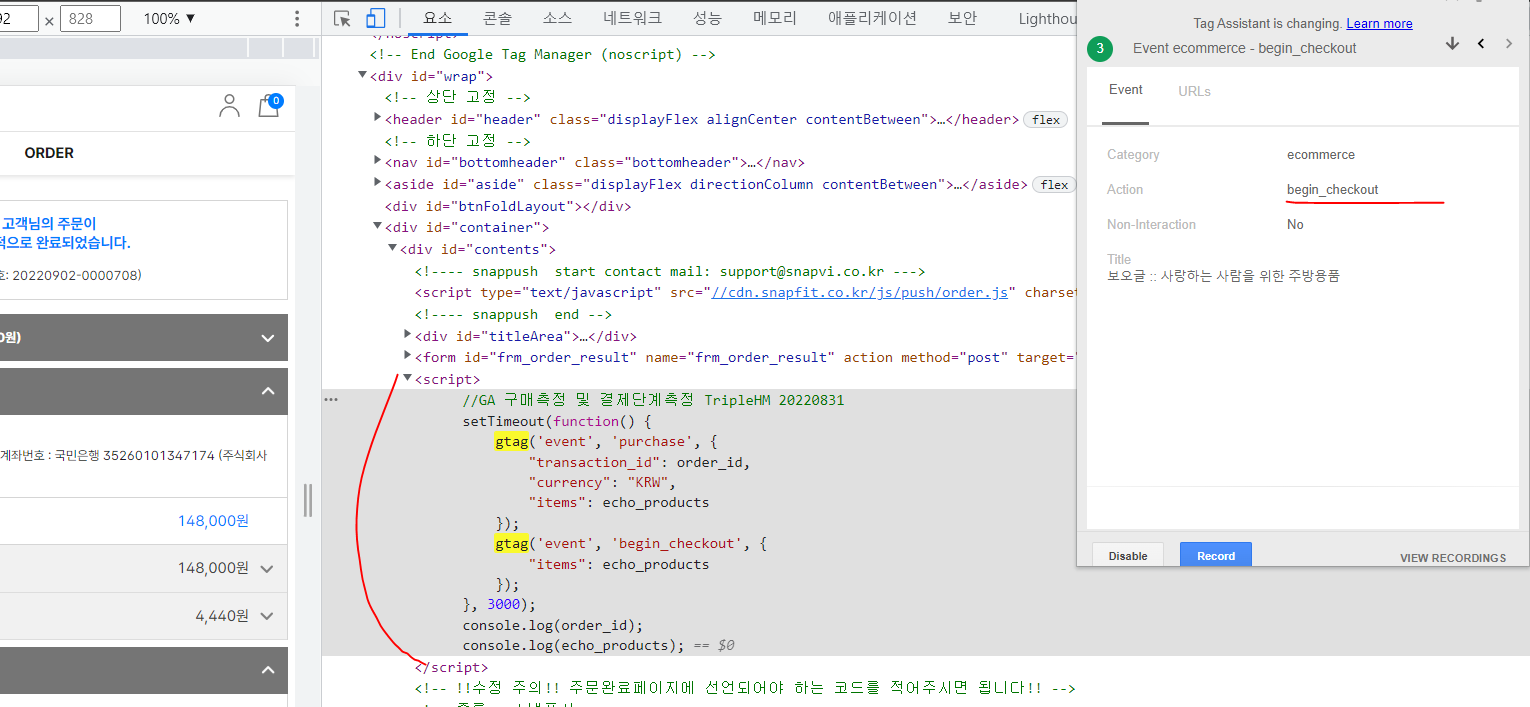 92 × 828 100% ▼
요소 콘솔 소스 네트워크 성능 메모리 애플리케이션 보안 Lighthou
0
ORDER
고객님의 주문이
적으로 완료되었습니다.
호: 20220902-0000708)
0원)
계좌번호 : 국민은행 35260101347174 (주식회사
148,000원
148,000원
4,440원
<!-- End Google Tag Manager (noscript) -->
<div id="wrap">
<!-- 상단 고정 -->
<header id="header" class="displayFlex alignCenter contentBetween">…</header> flex
<!-- 하단 고정 -->
<nav id="bottomheader" class="bottomheader">…</nav>
<aside id="aside" class="displayFlex directionColumn contentBetween">…</aside> flex
<div id="btnFoldLayout"></div>
<div id="container">
<div id="contents">
<!---- snappush  start contact mail: support@snapvi.co.kr --->
<script type="text/javascript" src="//cdn.snapfit.co.kr/js/push/order.js" charset
<!---- snappush  end -->
<div id="titleArea">…</div>
<form id="frm_order_result" name="frm_order_result" action method="post" target="
<script>
//GA 구매측정 및 결제단계측정 TripleHM 20220831
setTimeout(function() {
gtag('event', 'purchase', {
"transaction_id": order_id,
"currency": "KRW",
"items": echo_products
});
gtag('event', 'begin_checkout', {
"items": echo_products
});
}, 3000);
console.log(order_id);
console.log(echo_products); == $0
</script>
<!-- !!수정 주의!! 주문완료페이지에 선언되어야 하는 코드를 적어주시면 됩니다!! -->
Tag Assistant is changing. Learn more
3 Event ecommerce - begin_checkout
Event URLs
Category ecommerce
Action begin_checkout
Non-Interaction No
Title
보오글 :: 사랑하는 사람을 위한 주방용품
Disable Record VIEW RECORDINGS